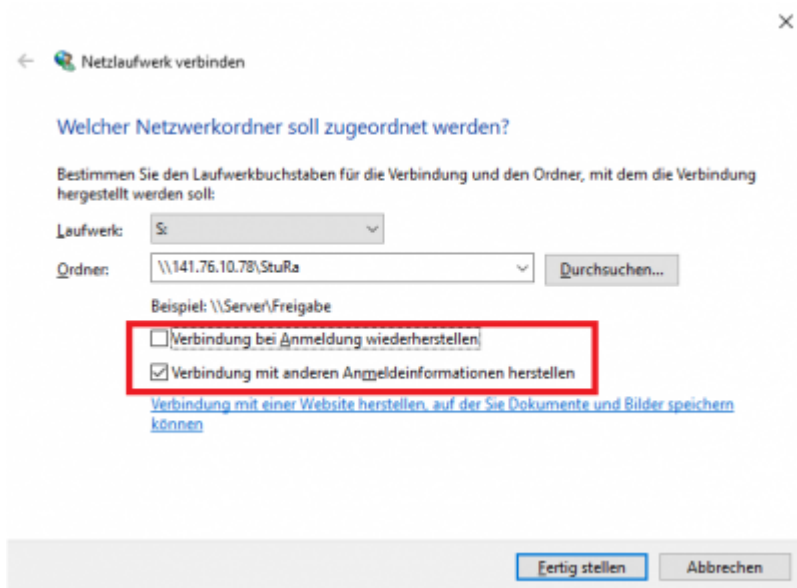 Netzlaufwerk verbinden
Welcher Netzwerkordner soll zugeordnet werden?
Bestimmen Sie den Laufwerkbuchstaben für die Verbindung und den Ordner, mit dem die Verbindung
hergestellt werden soll:
Laufwerk: S:
Ordner: \\141.76.10.78\StuRa Durchsuchen...
Beispiel: \\Server\Freigabe
Verbindung bei Anmeldung wiederherstellen
Verbindung mit anderen Anmeldeinformationen herstellen
Verbindung mit einer Website herstellen, auf der Sie Dokumente und Bilder speichern
können
Fertig stellen Abbrechen